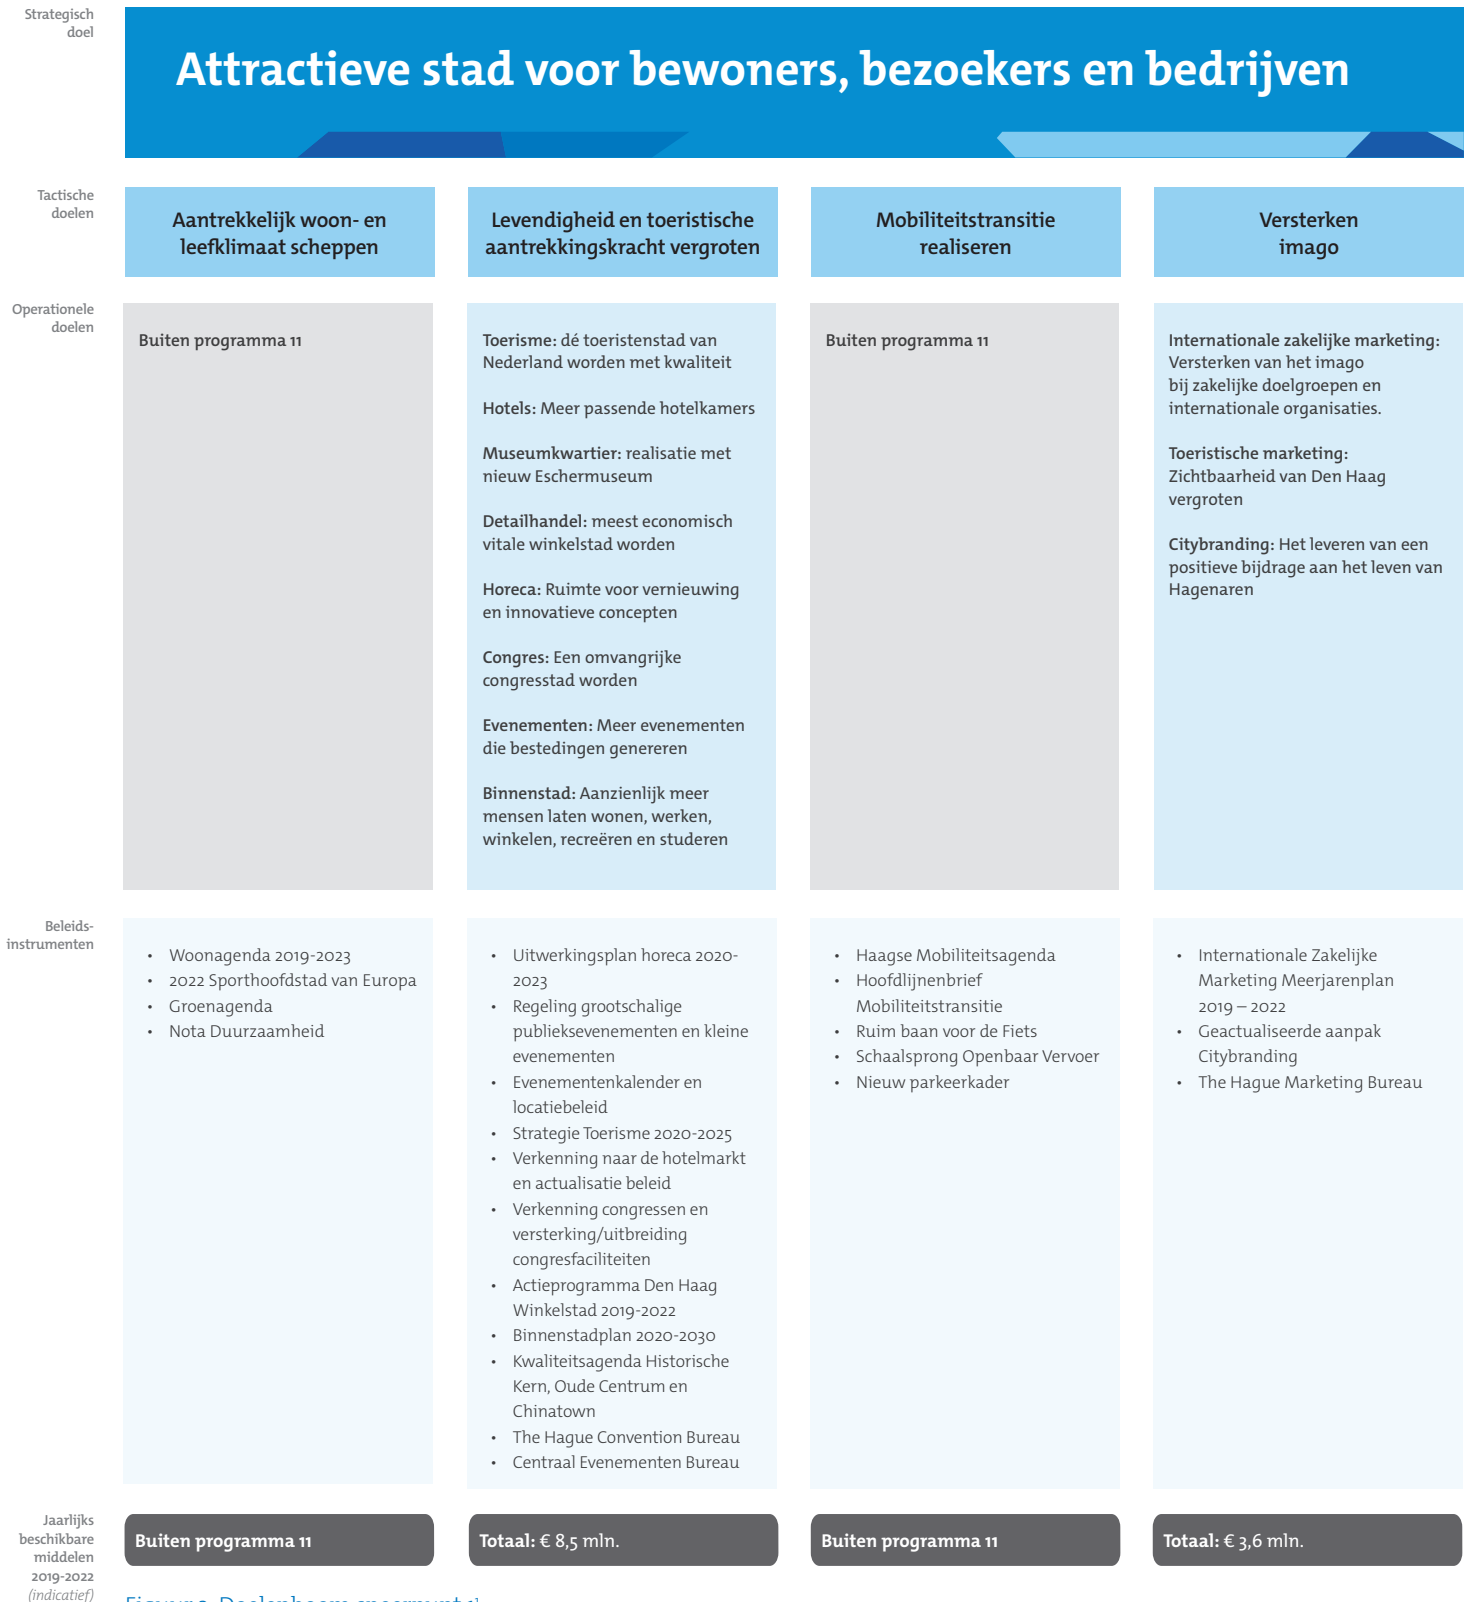 Strategisch
doel
Attractieve stad voor bewoners, bezoekers en bedrijven
Tactische
doelen
Aantrekkelijk woon- en
leefklimaat scheppen
Levendigheid en toeristische
aantrekkingskracht vergroten
Mobiliteitstransitie
realiseren
Versterken
imago
Operationele
doelen
Buiten programma 11
Toerisme: dé toeristenstad van
Nederland worden met kwaliteit
Hotels: Meer passende hotelkamers
Museumkwartier: realisatie met
nieuw Eschermuseum
Detailhandel: meest economisch
vitale winkelstad worden
Horeca: Ruimte voor vernieuwing
en innovatieve concepten
Congres: Een omvangrijke
congresstad worden
Evenementen: Meer evenementen
die bestedingen genereren
Binnenstad: Aanzienlijk meer
mensen laten wonen, werken,
winkelen, recreëren en studeren
Buiten programma 11
Internationale zakelijke marketing:
Versterken van het imago
bij zakelijke doelgroepen en
internationale organisaties.
Toeristische marketing:
Zichtbaarheid van Den Haag
vergroten
Citybranding: Het leveren van een
positieve bijdrage aan het leven van
Hagenaren
Beleids-
instrumenten
• Woonagenda 2019-2023
• 2022 Sporthoofdstad van Europa
• Groenagenda
• Nota Duurzaamheid
• Uitwerkingsplan horeca 2020-
2023
• Regeling grootschalige
publieksevenementen en kleine
evenementen
• Evenementenkalender en
locatiebeleid
• Strategie Toerisme 2020-2025
• Verkenning naar de hotelmarkt
en actualisatie beleid
• Verkenning congressen en
versterking/uitbreiding
congresfaciliteiten
• Actieprogramma Den Haag
Winkelstad 2019-2022
• Binnenstadplan 2020-2030
• Kwaliteitsagenda Historische
Kern, Oude Centrum en
Chinatown
• The Hague Convention Bureau
• Centraal Evenementen Bureau
• Haagse Mobiliteitsagenda
• Hoofdlijnenbrief
Mobiliteitstransitie
• Ruim baan voor de Fiets
• Schaalsprong Openbaar Vervoer
• Nieuw parkeerkader
• Internationale Zakelijke
Marketing Meerjarenplan
2019 – 2022
• Geactualiseerde aanpak
Citybranding
• The Hague Marketing Bureau
Jaarlijks
beschikbare
middelen
2019-2022
(indicatief)
Buiten programma 11
Totaal: € 8,5 mln.
Buiten programma 11
Totaal: € 3,6 mln.